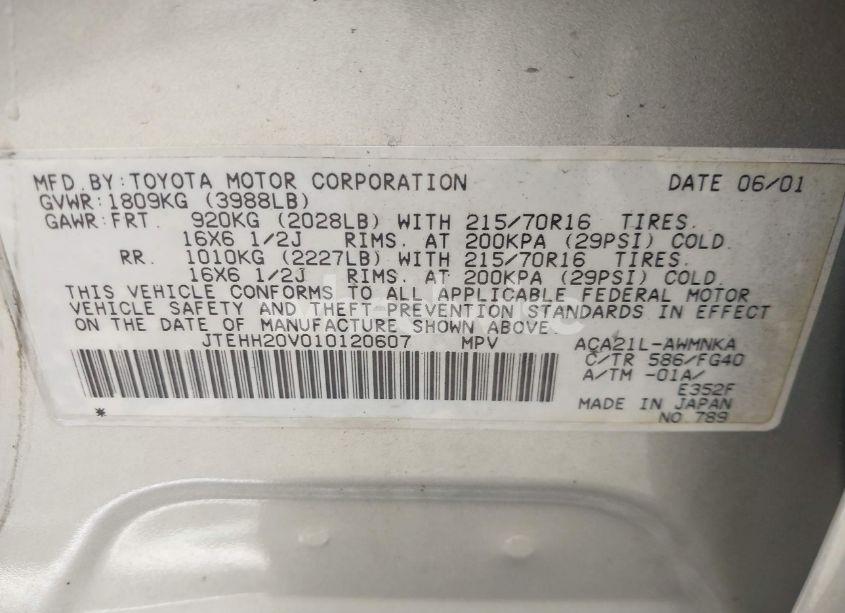 MFD.BY:TOYOTA MOTOR CORPORATION DATE 06/01
GVWR:1809KG (3988LB)
GAWR:FRT. 920KG (2028LB) WITH 215/70R16 TIRES.
16X6 1/2J RIMS. AT 200KPA (29PSI) COLD.
RR. 1010KG (2227LB) WITH 215/70R16 TIRES.
16X6 1/2J RIMS. AT 200KPA (29PSI) COLD.
THIS VEHICLE CONFORMS TO ALL APPLICABLE FEDERAL MOTOR
VEHICLE SAFETY AND THEFT PREVENTION STANDARDS IN EFFECT
ON THE DATE OF MANUFACTURE SHOWN ABOVE.
JTEHH20V010120607 MPV ACA21L-AWMNKA
C/TR 586/FG40
A/TM -01A/
E352F
MADE IN JAPAN
* NO.789